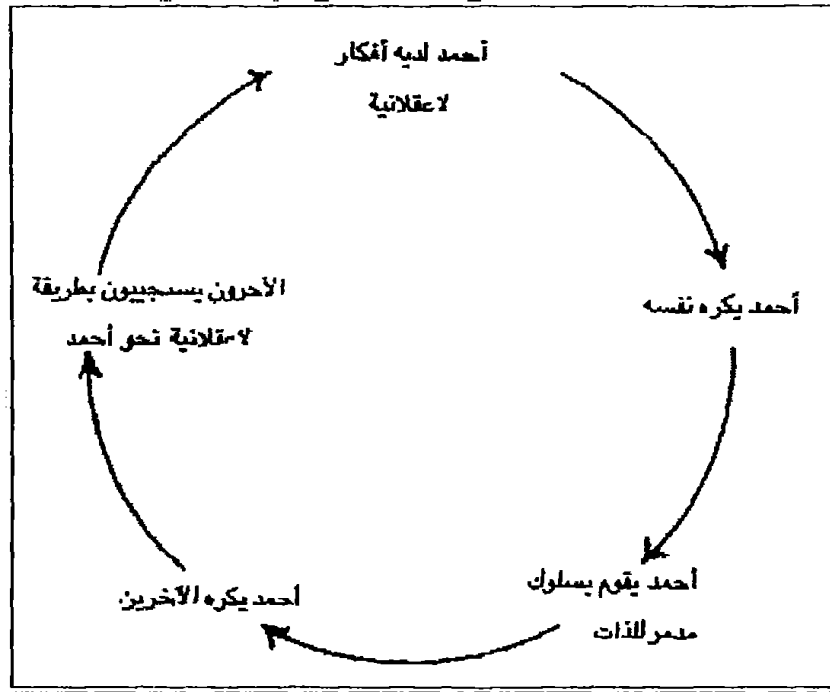 أحمد لديه أفكار
لاعقلانية
أحمد يكره نفسه
أحمد يقوم بسلوك
مدمر للذات
أحمد يكره الآخرين
الآخرون يستجيبون بطريقة
لاعقلانية نحو أحمد